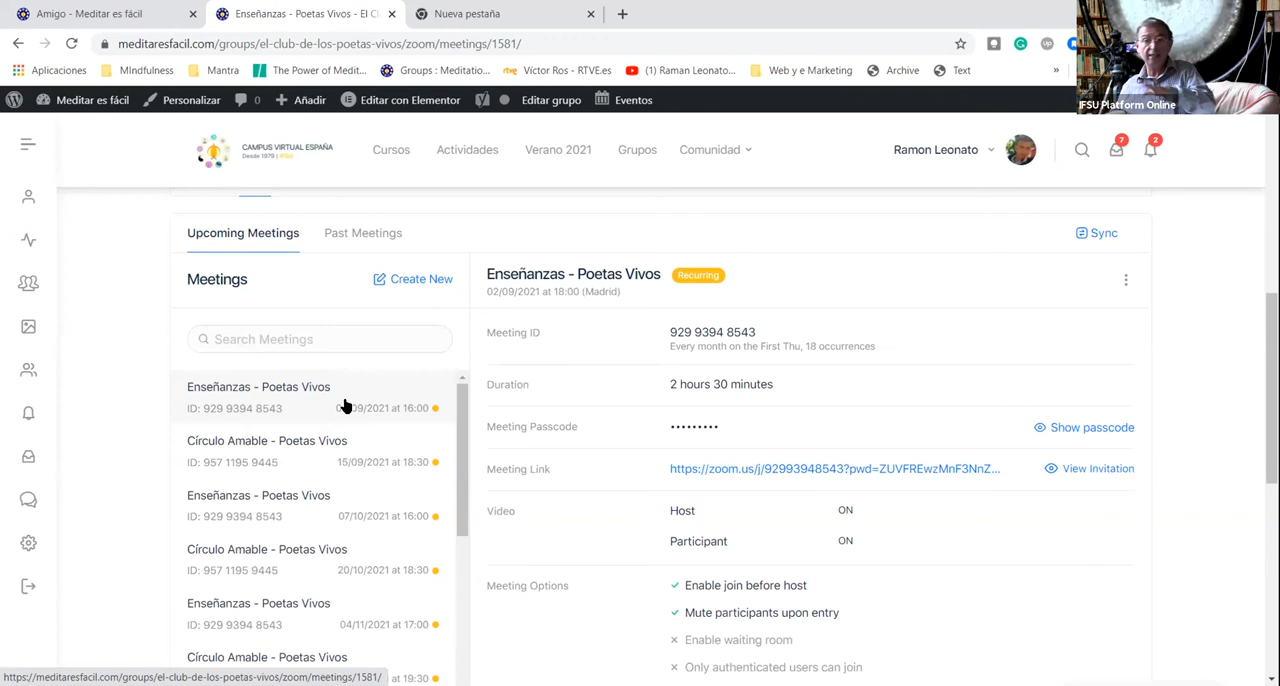 Amigo - Meditar es fácil
Enseñanzas - Poetas Vivos - El C
Nueva pestaña
meditaresfacil.com/groups/el-club-de-los-poetas-vivos/zoom/meetings/1581/
Aplicaciones
MIndfulness
Mantra
The Power of Medit...
Groups : Meditatio...
Víctor Ros - RTVE.es
(1) Raman Leonato...
Web y e Marketing
Archive
Text
»
IFSU Platform Online
Meditar es fácil
Personalizar
0
Añadir
Editar con Elementor
Editar grupo
Eventos
CAMPUS VIRTUAL ESPAÑA
Desde 1979 | IFSU
Cursos
Actividades
Verano 2021
Grupos
Comunidad
Ramon Leonato
7
2
Upcoming Meetings
Past Meetings
Sync
Meetings
Create New
Search Meetings
Enseñanzas - Poetas Vivos
ID: 929 9394 8543
09/2021 at 16:00
Círculo Amable - Poetas Vivos
ID: 957 1195 9445
15/09/2021 at 18:30
Enseñanzas - Poetas Vivos
ID: 929 9394 8543
07/10/2021 at 16:00
Círculo Amable - Poetas Vivos
ID: 957 1195 9445
20/10/2021 at 18:30
Enseñanzas - Poetas Vivos
ID: 929 9394 8543
04/11/2021 at 17:00
Círculo Amable - Poetas Vivos
at 19:30
Enseñanzas - Poetas Vivos
Recurring
02/09/2021 at 18:00 (Madrid)
Meeting ID
929 9394 8543
Every month on the First Thu, 18 occurrences
Duration
2 hours 30 minutes
Meeting Passcode
•••••••••
Show passcode
Meeting Link
https://zoom.us/j/92993948543?pwd=ZUVFREwzMnF3NnZ...
View Invitation
Video
Host
ON
Participant
ON
Meeting Options
Enable join before host
Mute participants upon entry
Enable waiting room
Only authenticated users can join
https://meditaresfacil.com/groups/el-club-de-los-poetas-vivos/zoom/meetings/1581/